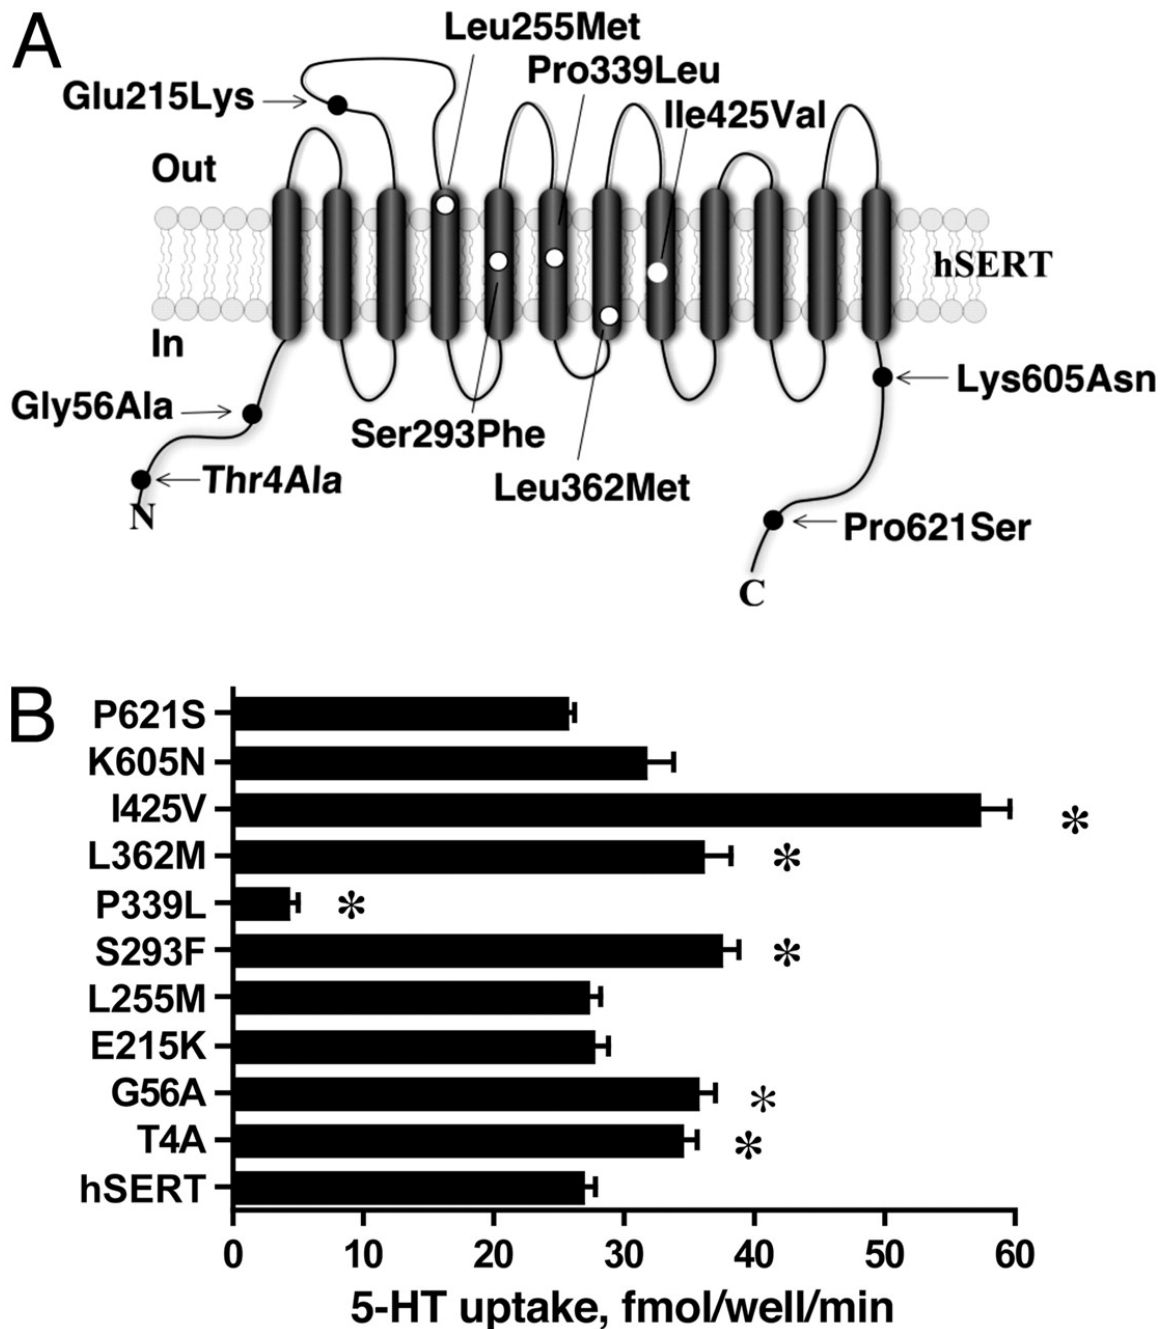 A
Leu255Met
Pro339Leu
Glu215Lys
Ile425Val
Out
hSERT
In
Gly56Ala
Lys605Asn
Ser293Phe
Thr4Ala
Leu362Met
N
Pro621Ser
C
B
P621S
K605N
I425V
*
L362M *
P339L *
S293F *
L255M
E215K
G56A *
T4A *
hSERT
0 10 20 30 40 50 60
5-HT uptake, fmol/well/min